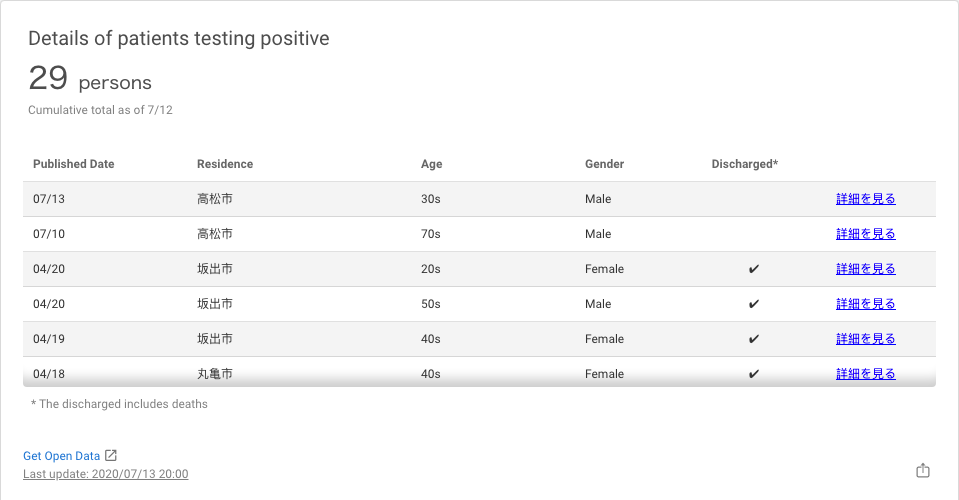 Details of patients testing positive
29 persons
Cumulative total as of 7/12
Published Date Residence Age Gender Discharged*
07/13 高松市 30s Male 詳細を見る
07/10 高松市 70s Male 詳細を見る
04/20 坂出市 20s Female ✔ 詳細を見る
04/20 坂出市 50s Male ✔ 詳細を見る
04/19 坂出市 40s Female ✔ 詳細を見る
04/18 丸亀市 40s Female ✔ 詳細を見る
* The discharged includes deaths
Get Open Data
Last update: 2020/07/13 20:00